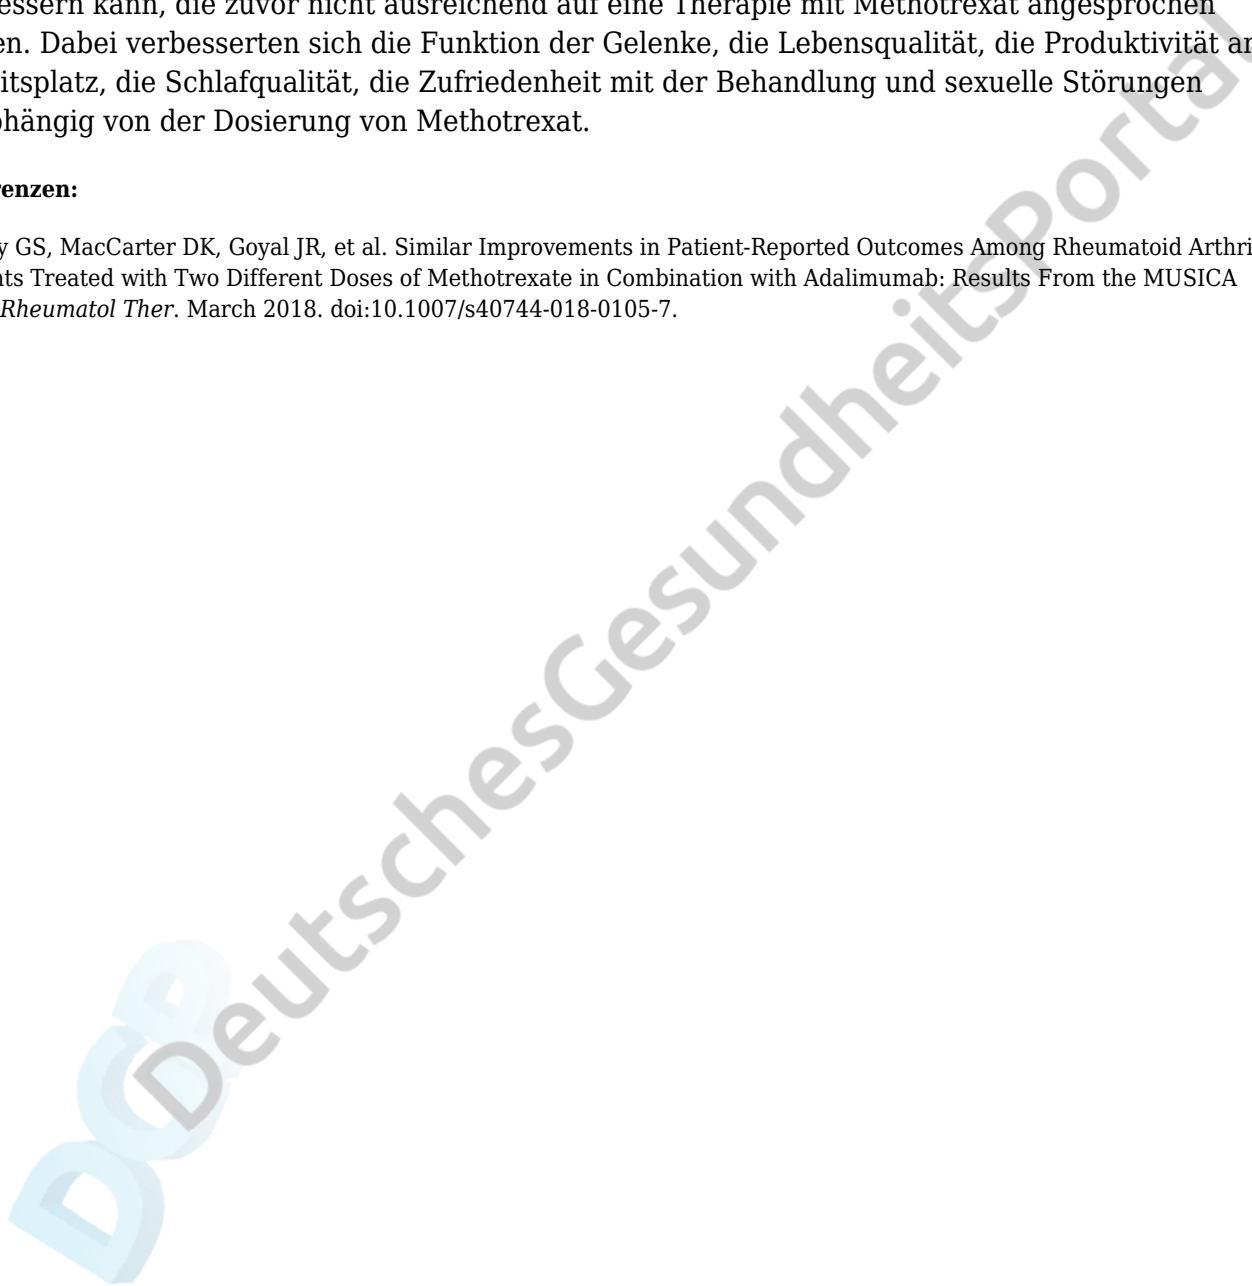 essern kann, die zuvor nicht ausreichend auf eine Therapie mit Methotrexat angesprochen
en. Dabei verbesserten sich die Funktion der Gelenke, die Lebensqualität, die Produktivität a
itsplatz, die Schlafqualität, die Zufriedenheit mit der Behandlung und sexuelle Störungen
hängig von der Dosierung von Methotrexat.
renzen:
y GS, MacCarter DK, Goyal JR, et al. Similar Improvements in Patient-Reported Outcomes Among Rheumatoid Arthri
nts Treated with Two Different Doses of Methotrexate in Combination with Adalimumab: Results From the MUSICA
Rheumatol Ther. March 2018. doi:10.1007/s40744-018-0105-7.
DeutschesGesundheitsPortal
DGP